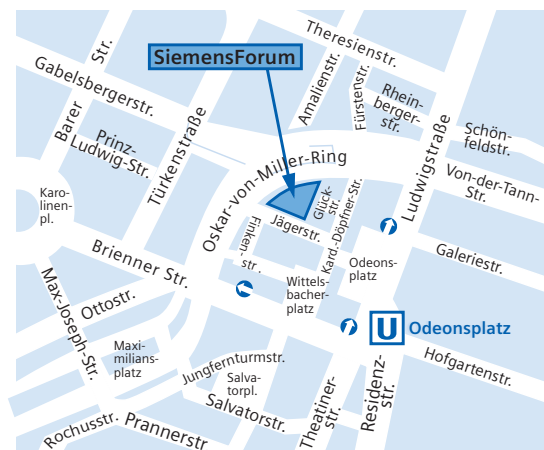 SiemensForum
Theresienstr.
Amalienstr.
Fürstenstr.
Rhein-
berger-
str.
Schön-
feldstr.
Gabelsbergerstr.
Barer
Str.
Prinz-
Ludwig-Str.
Türkenstraße
Oskar-von-Miller-Ring
Ludwigstraße
Von-der-Tann-
Str.
Karo-
linen-
pl.
Glück-
str.
Kard.-Döpfner-Str.
Jägerstr.
Finken-
str.
Brienner Str.
Odeons-
platz
Galeriestr.
Wittels-
bacher-
platz
Max-Joseph-Str.
Ottostr.
Maxi-
milians-
platz
U
Odeonsplatz
Hofgartenstr.
Jungfernturmstr.
Salva-
torpl.
Salvatorstr.
Theatiner-
str.
Residenz-
str.
Rochusstr.
Prannerstr